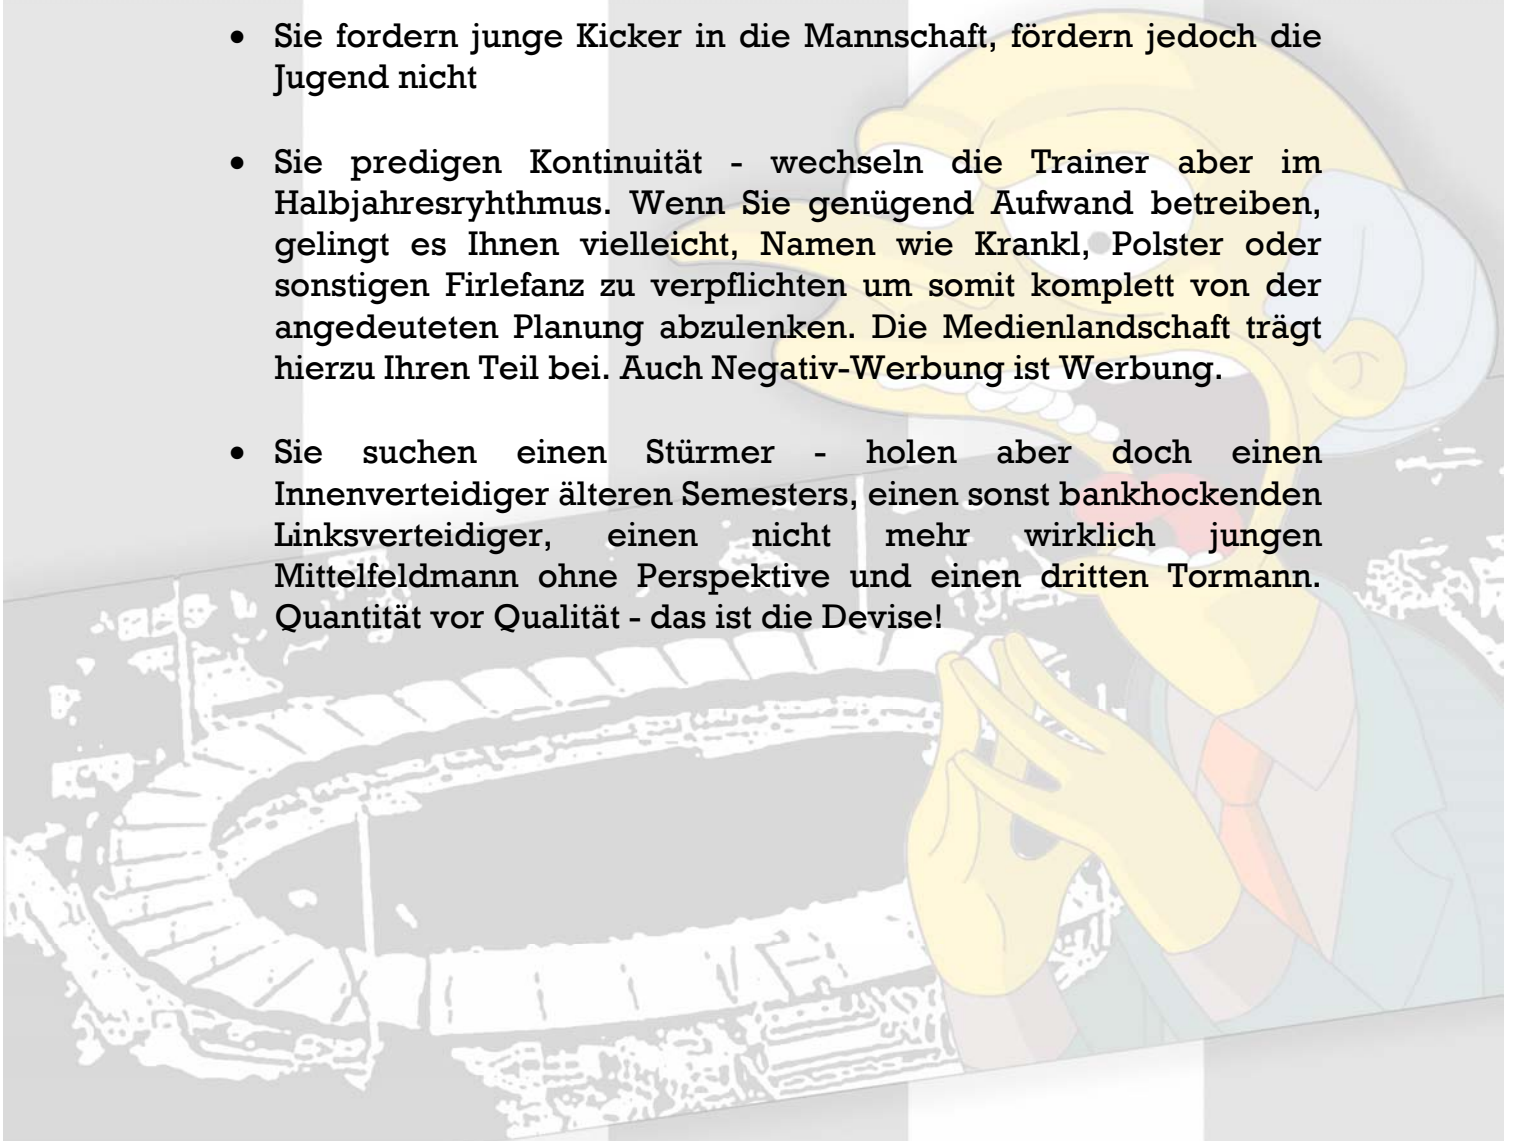 • Sie fordern junge Kicker in die Mannschaft, fördern jedoch die
Jugend nicht
• Sie predigen Kontinuität - wechseln die Trainer aber im
Halbjahresryhthmus. Wenn Sie genügend Aufwand betreiben,
gelingt es Ihnen vielleicht, Namen wie Krankl, Polster oder
sonstigen Firlefanz zu verpflichten um somit komplett von der
angedeuteten Planung abzulenken. Die Medienlandschaft trägt
hierzu Ihren Teil bei. Auch Negativ-Werbung ist Werbung.
• Sie suchen einen Stürmer - holen aber doch einen
Innenverteidiger älteren Semesters, einen sonst bankhockenden
Linksverteidiger, einen nicht mehr wirklich jungen
Mittelfeldmann ohne Perspektive und einen dritten Tormann.
Quantität vor Qualität - das ist die Devise!